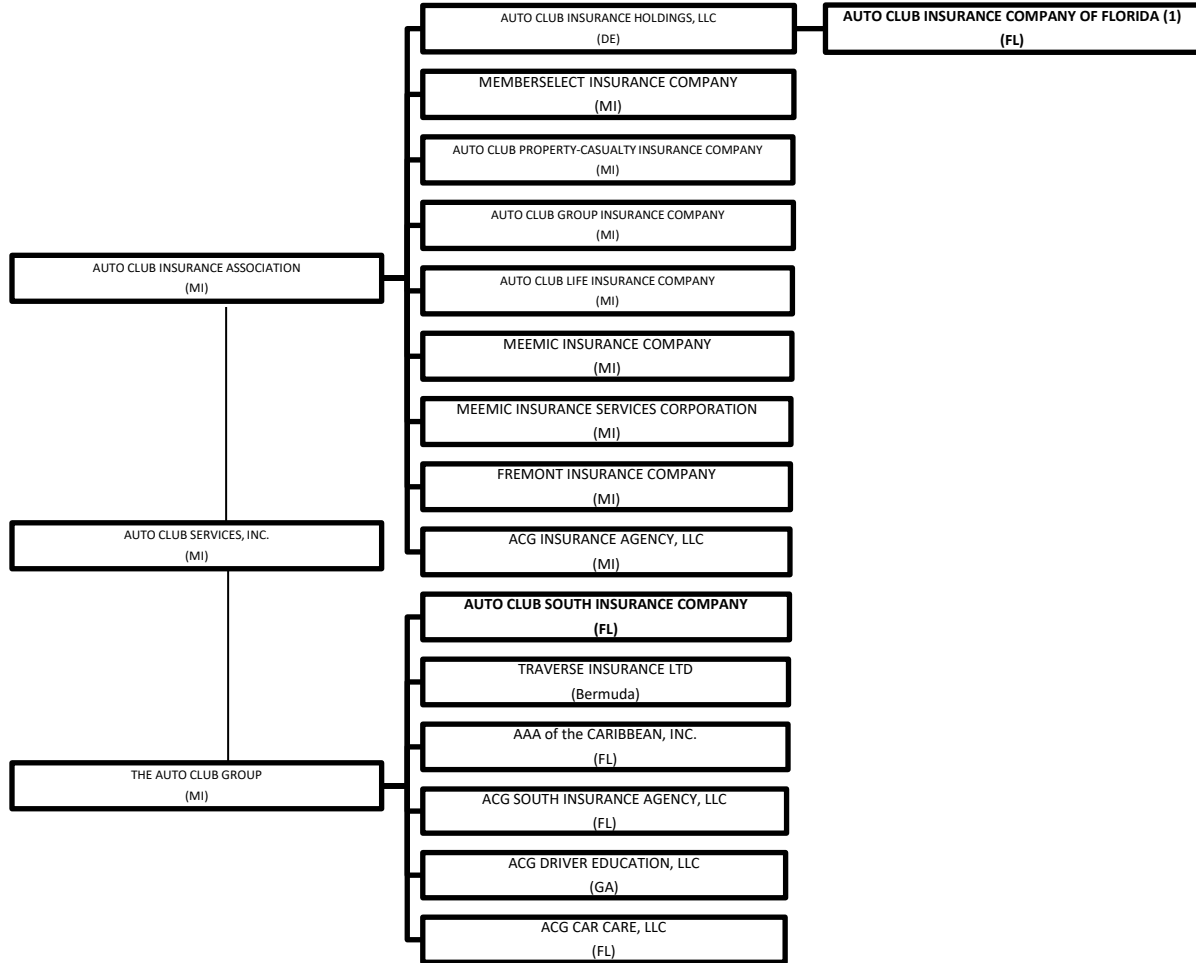 AUTO CLUB INSURANCE HOLDINGS, LLC
(DE)
AUTO CLUB INSURANCE COMPANY OF FLORIDA (1)
(FL)
MEMBERSELECT INSURANCE COMPANY
(MI)
AUTO CLUB PROPERTY-CASUALTY INSURANCE COMPANY
(MI)
AUTO CLUB GROUP INSURANCE COMPANY
(MI)
AUTO CLUB INSURANCE ASSOCIATION
(MI)
AUTO CLUB LIFE INSURANCE COMPANY
(MI)
MEEMIC INSURANCE COMPANY
(MI)
MEEMIC INSURANCE SERVICES CORPORATION
(MI)
FREMONT INSURANCE COMPANY
(MI)
AUTO CLUB SERVICES, INC.
(MI)
ACG INSURANCE AGENCY, LLC
(MI)
AUTO CLUB SOUTH INSURANCE COMPANY
(FL)
TRAVERSE INSURANCE LTD
(Bermuda)
AAA of the CARIBBEAN, INC.
(FL)
THE AUTO CLUB GROUP
(MI)
ACG SOUTH INSURANCE AGENCY, LLC
(FL)
ACG DRIVER EDUCATION, LLC
(GA)
ACG CAR CARE, LLC
(FL)